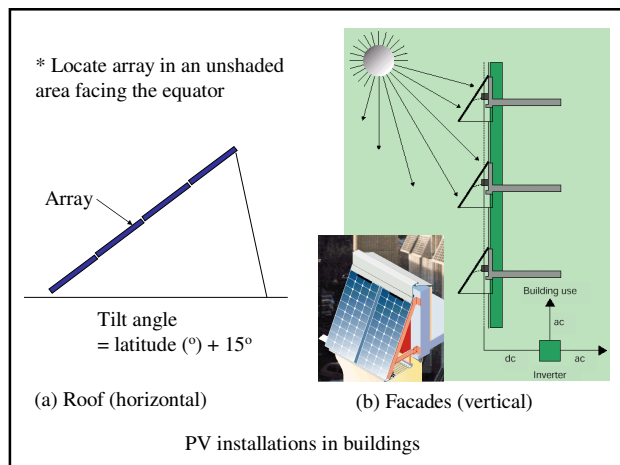 * Locate array in an unshaded
area facing the equator
Array
Tilt angle
= latitude (°) + 15°
(a) Roof (horizontal)
Building use
ac
dc
ac
Inverter
(b) Facades (vertical)
PV installations in buildings